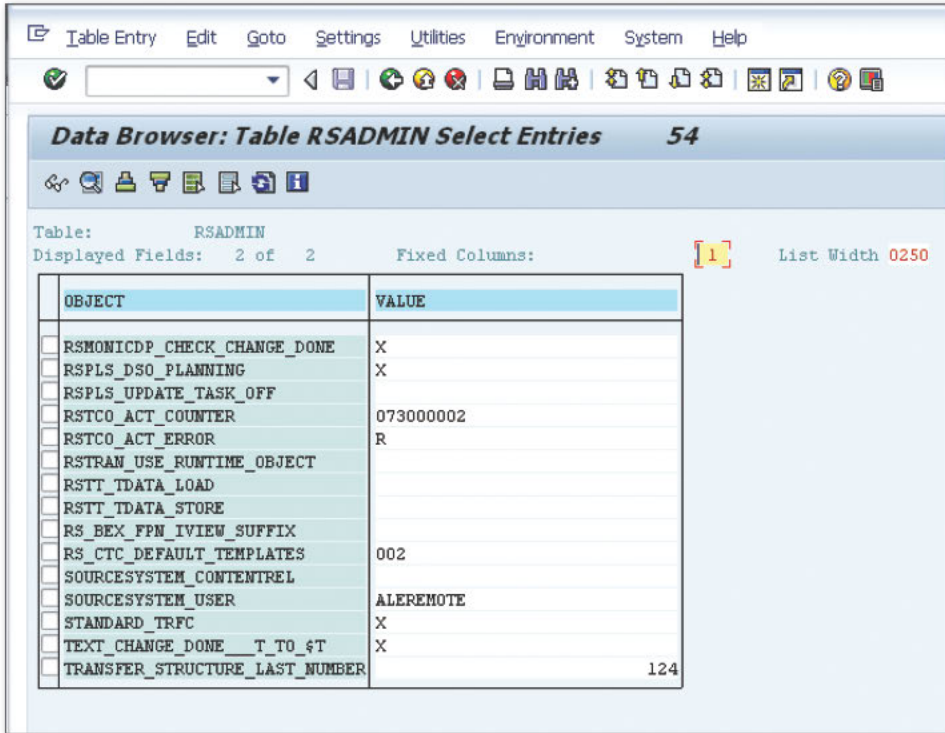 Table Entry Edit Goto Settings Utilities Environment System Help
Data Browser: Table RSADMIN Select Entries 54
Table: RSADMIN
Displayed Fields: 2 of 2 Fixed Columns: 1 List Width 0250
OBJECT VALUE
RSMONICDP_CHECK_CHANGE_DONE X
RSPLS_DSO_PLANNING X
RSPLS_UPDATE_TASK_OFF
RSTCO_ACT_COUNTER 073000002
RSTCO_ACT_ERROR R
RSTRAN_USE_RUNTIME_OBJECT
RSTT_TDATA_LOAD
RSTT_TDATA_STORE
RS_BEX_FPN_IVIEW_SUFFIX
RS_CTC_DEFAULT_TEMPLATES 002
SOURCESYSTEM_CONTENTREL
SOURCESYSTEM_USER ALEREMOTE
STANDARD_TRFC X
TEXT_CHANGE_DONE___T_TO_$T X
TRANSFER_STRUCTURE_LAST_NUMBER 124